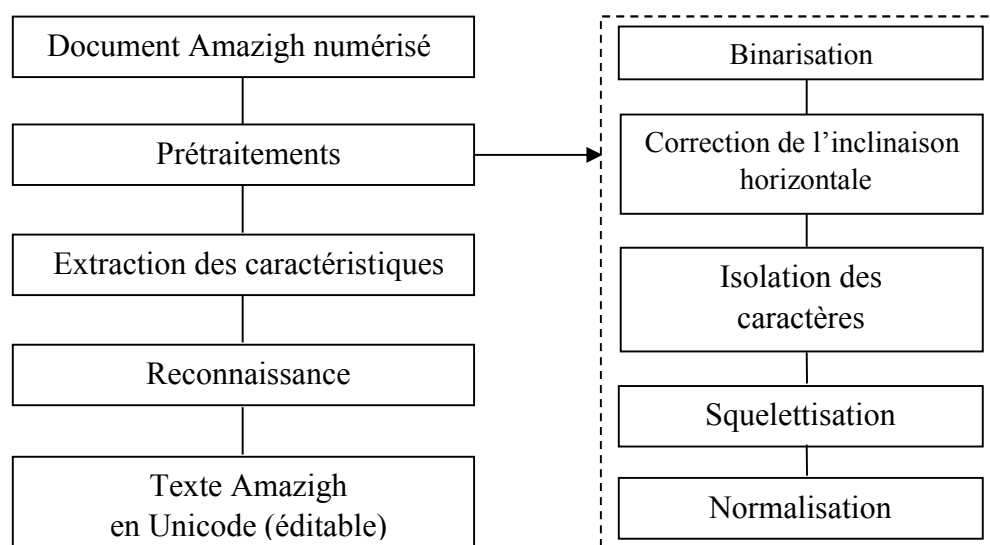 Document Amazigh numérisé
Prétraitements
Extraction des caractéristiques
Reconnaissance
Texte Amazigh
en Unicode (éditable)
Binarisation
Correction de l’inclinaison
horizontale
Isolation des
caractères
Squelettisation
Normalisation